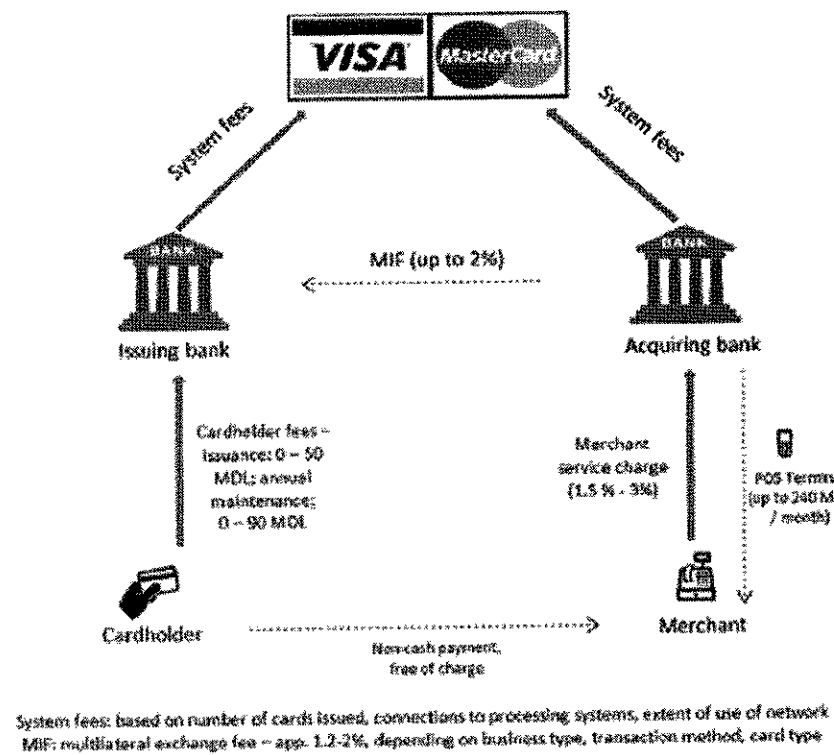 VISA
MasterCard
System fees
System fees
BANK
BANK
MIF (up to 2%)
Issuing bank
Acquiring bank
Cardholder fees –
issuance: 0 – 50
MDL; annual
maintenance:
0 – 90 MDL
Merchant
service charge
(1.5 % - 3%)
POS Termin
(up to 240 M
/ month)
Cardholder
Non-cash payment,
free of charge
Merchant
System fees: based on number of cards issued, connections to processing systems, extent of use of network
MIF: multilateral exchange fee – app. 1.2-2%, depending on business type, transaction method, card type